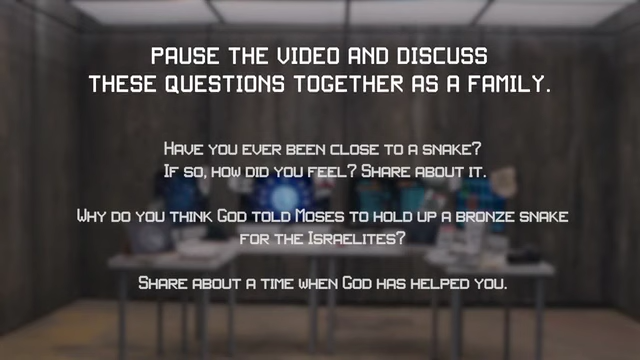 PAUSE THE VIDEO AND DISCUSS
THESE QUESTIONS TOGETHER AS A FAMILY.
Have you ever been close to a snake?
If so, how did you feel? Share about it.
Why do you think God told Moses to hold up a bronze snake
for the Israelites?
Share about a time when God has helped you.